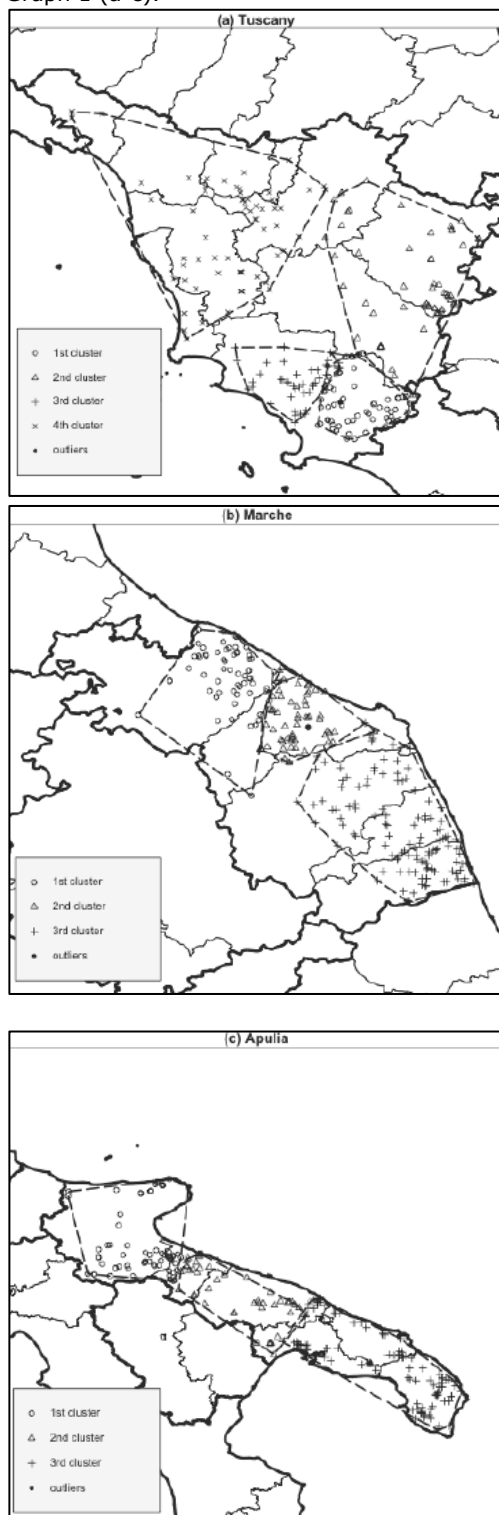 Graph 1 (a-c).
(a) Tuscany
1st cluster
2nd cluster
3rd cluster
4th cluster
outliers
(b) Marche
1st cluster
2nd cluster
3rd cluster
outliers
(c) Apulia
1st cluster
2nd cluster
3rd cluster
outliers